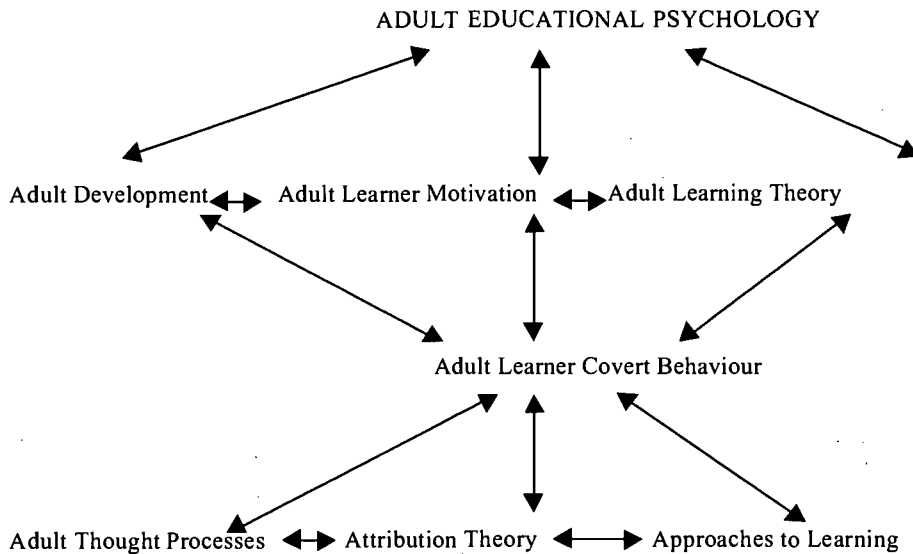 ADULT EDUCATIONAL PSYCHOLOGY
Adult Development Adult Learner Motivation Adult Learning Theory
Adult Learner Covert Behaviour
Adult Thought Processes Attribution Theory Approaches to Learning